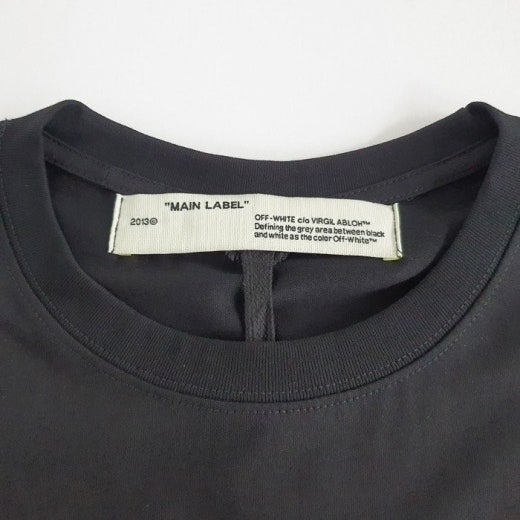 "MAIN LABEL"
2013©
OFF-WHITE c/o VIRGIL ABLOH™
Defining the grey area between black
and white as the color Off-White™